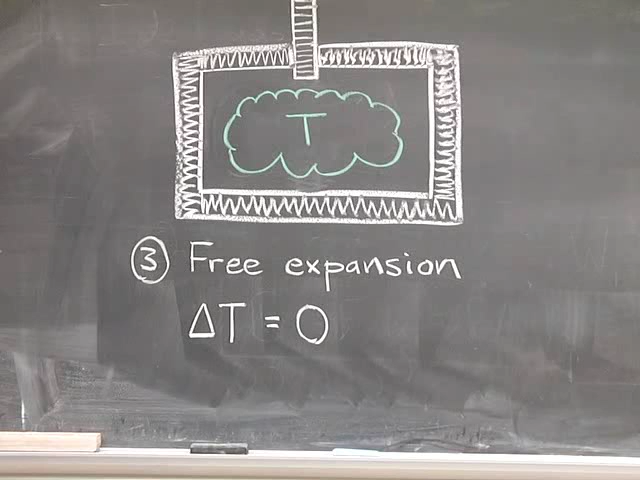 T
③ Free expansion
ΔT = 0